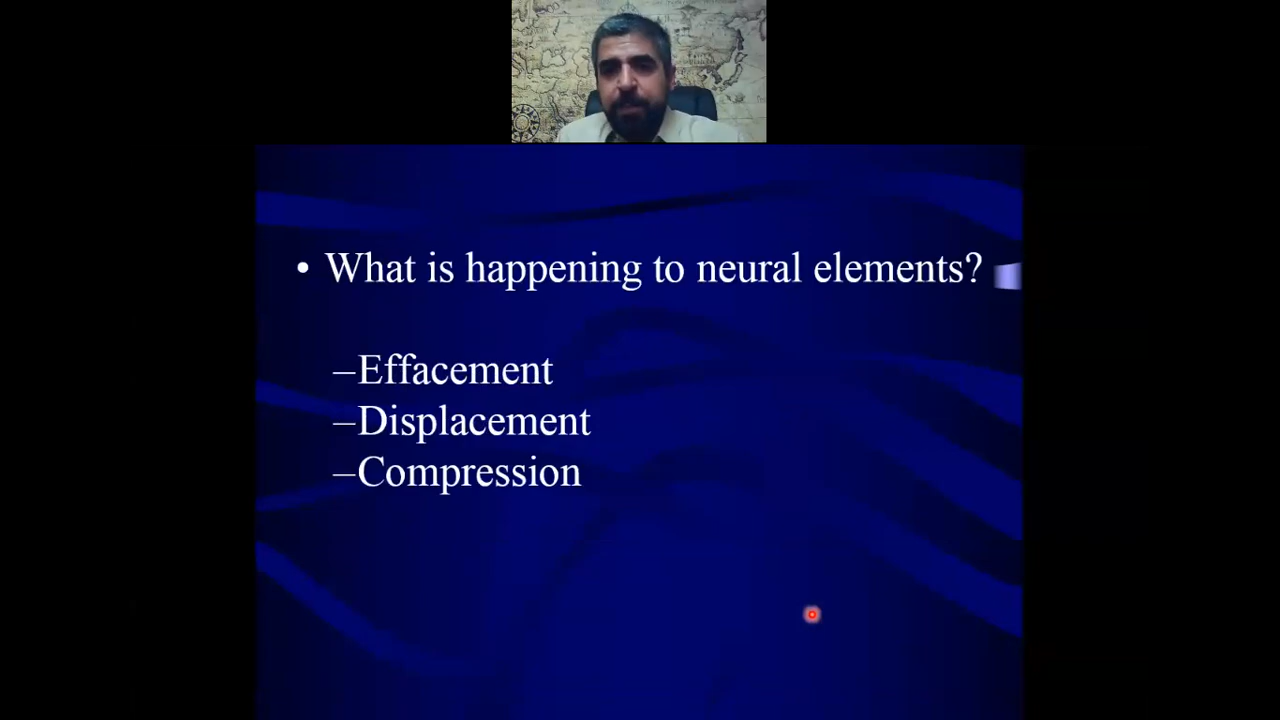 • What is happening to neural elements?
–Effacement
–Displacement
–Compression